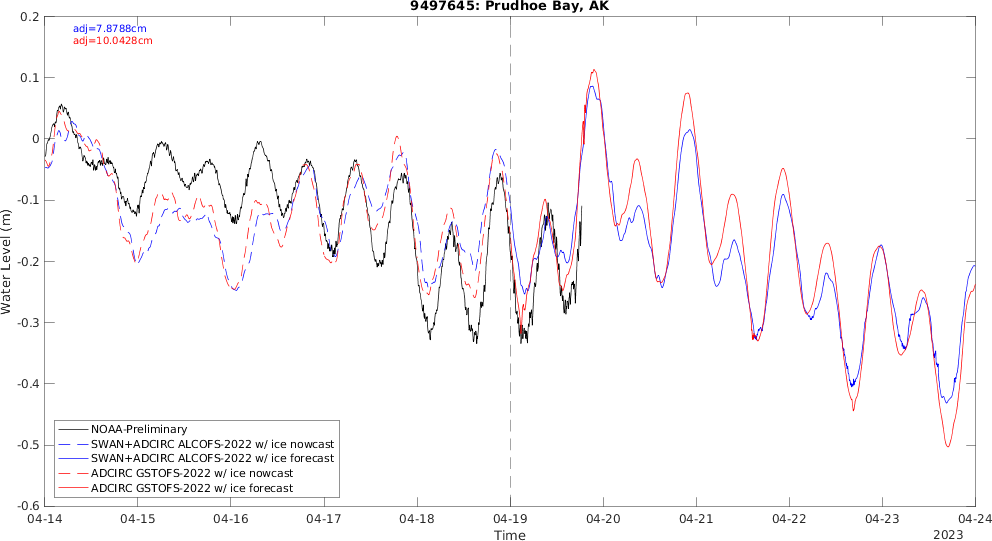 9497645: Prudhoe Bay, AK
adj=7.8788cm
adj=10.0428cm
0.2
0.1
0
-0.1
-0.2
-0.3
-0.4
-0.5
-0.6
Water Level (m)
NOAA-Preliminary
SWAN+ADCIRC ALCOFS-2022 w/ ice nowcast
SWAN+ADCIRC ALCOFS-2022 w/ ice forecast
ADCIRC GSTOFS-2022 w/ ice nowcast
ADCIRC GSTOFS-2022 w/ ice forecast
04-14 04-15 04-16 04-17 04-18 04-19 04-20 04-21 04-22 04-23 04-24
Time
2023